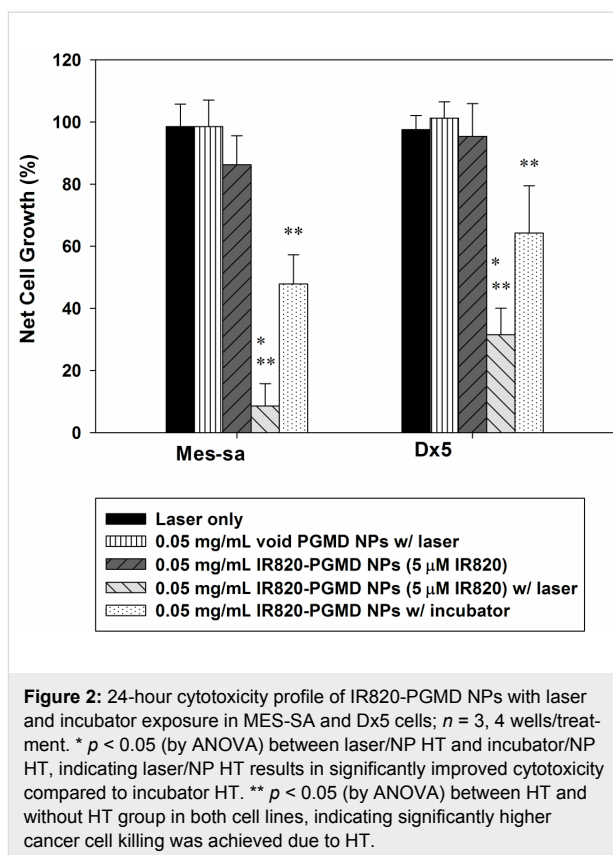 120
100
80
60
40
20
0
Net Cell Growth (%)
**
*
**
**
*
**
Mes-sa
Dx5
Laser only
0.05 mg/mL void PGMD NPs w/ laser
0.05 mg/mL IR820-PGMD NPs (5 μM IR820)
0.05 mg/mL IR820-PGMD NPs (5 μM IR820) w/ laser
0.05 mg/mL IR820-PGMD NPs w/ incubator
Figure 2: 24-hour cytotoxicity profile of IR820-PGMD NPs with laser
and incubator exposure in MES-SA and Dx5 cells; n = 3, 4 wells/treat-
ment. * p < 0.05 (by ANOVA) between laser/NP HT and incubator/NP
HT, indicating laser/NP HT results in significantly improved cytotoxicity
compared to incubator HT. ** p < 0.05 (by ANOVA) between HT and
without HT group in both cell lines, indicating significantly higher
cancer cell killing was achieved due to HT.